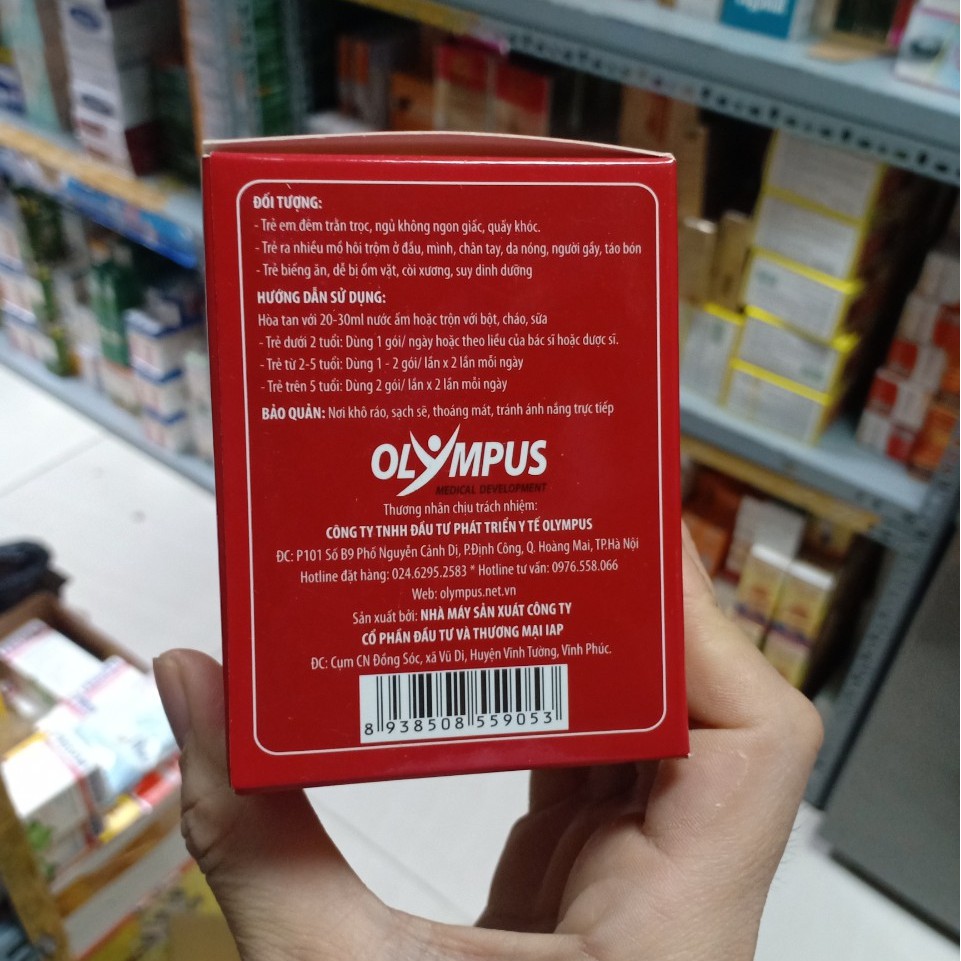 ĐỐI TƯỢNG:
- Trẻ em đêm trằn trọc, ngủ không ngon giấc, quấy khóc.
- Trẻ ra nhiều mồ hôi trộm ở đầu, mình, chân tay, da nóng, người gầy, táo bón
- Trẻ biếng ăn, dễ bị ốm vặt, còi xương, suy dinh dưỡng
HƯỚNG DẪN SỬ DỤNG:
Hòa tan với 20-30ml nước ấm hoặc trộn với bột, cháo, sữa
- Trẻ dưới 2 tuổi: Dùng 1 gói/ ngày hoặc theo liều của bác sĩ hoặc dược sĩ.
- Trẻ từ 2-5 tuổi: Dùng 1 - 2 gói/ lần x 2 lần mỗi ngày
- Trẻ trên 5 tuổi: Dùng 2 gói/ lần x 2 lần mỗi ngày
BẢO QUẢN: Nơi khô ráo, sạch sẽ, thoáng mát, tránh ánh nắng trực tiếp
OLYMPUS
MEDICAL DEVELOPMENT
Thương nhân chịu trách nhiệm:
CÔNG TY TNHH ĐẦU TƯ PHÁT TRIỂN Y TẾ OLYMPUS
ĐC: P101 Số B9 Phố Nguyễn Cảnh Dị, P.Định Công, Q. Hoàng Mai, TP.Hà Nội
Hotline đặt hàng: 024.6295.2583 * Hotline tư vấn: 0976.558.066
Web: olympus.net.vn
Sản xuất bởi: NHÀ MÁY SẢN XUẤT CÔNG TY
CỔ PHẦN ĐẦU TƯ VÀ THƯƠNG MẠI IAP
ĐC: Cụm CN Đồng Sóc, xã Vũ Di, Huyện Vĩnh Tường, Vĩnh Phúc.
8 938508 559053